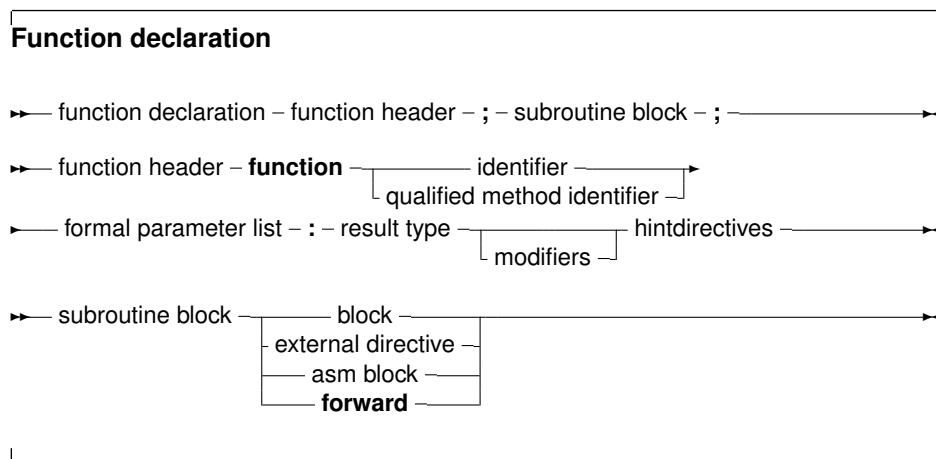 Function declaration
function declaration function header ; subroutine block ;
function header function identifier
qualified method identifier
formal parameter list : result type hintdirectives
modifiers
subroutine block block
external directive
asm block
forward